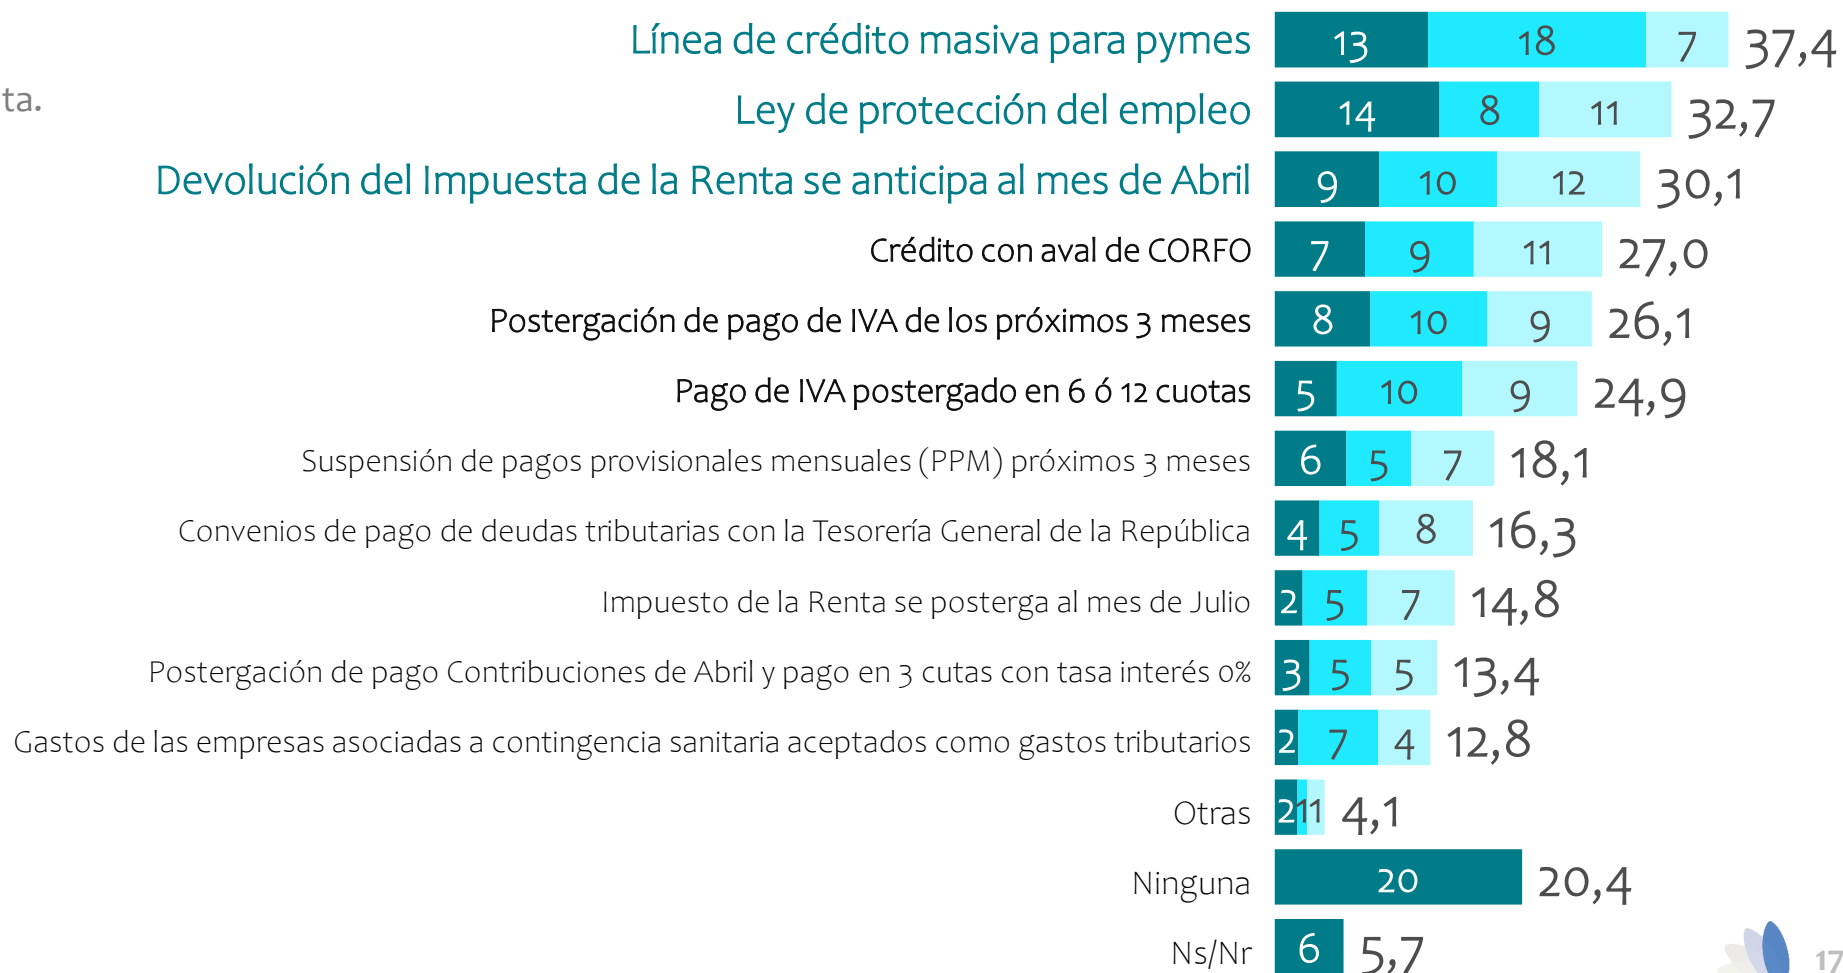 Línea de crédito masiva para pymes 13 18 7 37,4
ta.
Ley de protección del empleo 14 8 11 32,7
Devolución del Impuesta de la Renta se anticipa al mes de Abril 9 10 12 30,1
Crédito con aval de CORFO 7 9 11 27,0
Postergación de pago de IVA de los próximos 3 meses 8 10 9 26,1
Pago de IVA postergado en 6 ó 12 cuotas 5 10 9 24,9
Suspensión de pagos provisionales mensuales (PPM) próximos 3 meses 6 5 7 18,1
Convenios de pago de deudas tributarias con la Tesorería General de la República 4 5 8 16,3
Impuesto de la Renta se posterga al mes de Julio 2 5 7 14,8
Postergación de pago Contribuciones de Abril y pago en 3 cutas con tasa interés 0% 3 5 5 13,4
Gastos de las empresas asociadas a contingencia sanitaria aceptados como gastos tributarios 2 7 4 12,8
Otras 2 1 1 4,1
Ninguna 20 20,4
Ns/Nr 6 5,7
17